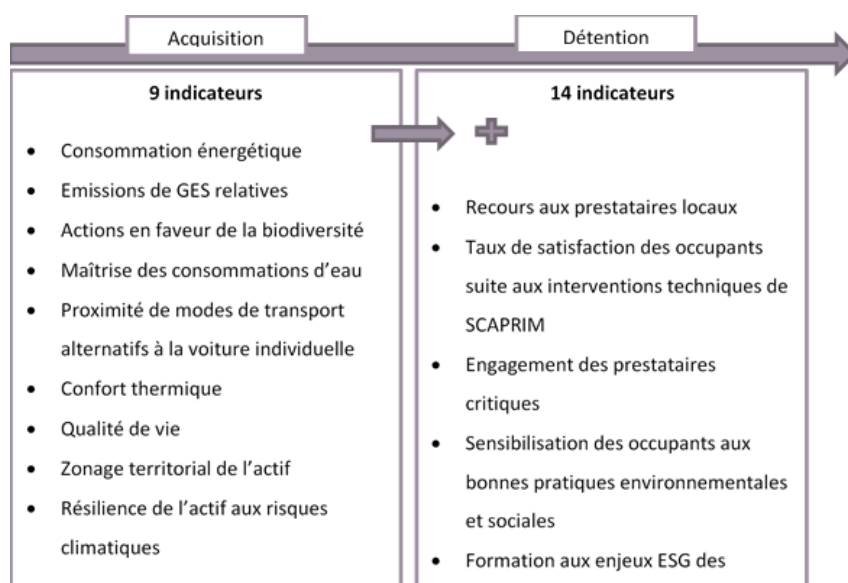 Acquisition
Détention
9 indicateurs
• Consommation énergétique
• Emissions de GES relatives
• Actions en faveur de la biodiversité
• Maîtrise des consommations d'eau
• Proximité de modes de transport
alternatifs à la voiture individuelle
• Confort thermique
• Qualité de vie
• Zonage territorial de l'actif
• Résilience de l'actif aux risques
climatiques
14 indicateurs
• Recours aux prestataires locaux
• Taux de satisfaction des occupants
suite aux interventions techniques de
SCAPRIM
• Engagement des prestataires
critiques
• Sensibilisation des occupants aux
bonnes pratiques environnementales
et sociales
• Formation aux enjeux ESG des